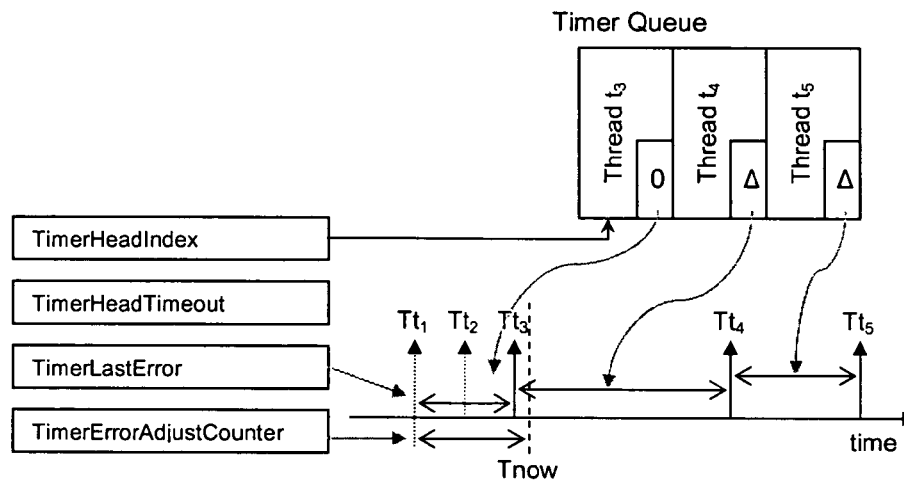 Timer Queue
Thread t₃
Thread t₄
Thread t₅
0
Δ
Δ
TimerHeadIndex
TimerHeadTimeout
TimerLastError
TimerErrorAdjustCounter
Tt₁
Tt₂
Tt₃
Tt₄
Tt₅
time
Tnow